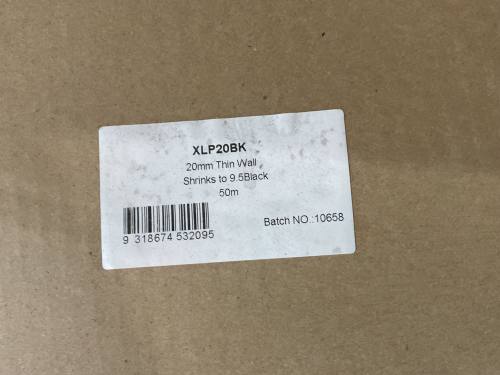 XLP20BK
20mm Thin Wall
Shrinks to 9.5Black
50m
Batch NO.:10658
9 318674 532095